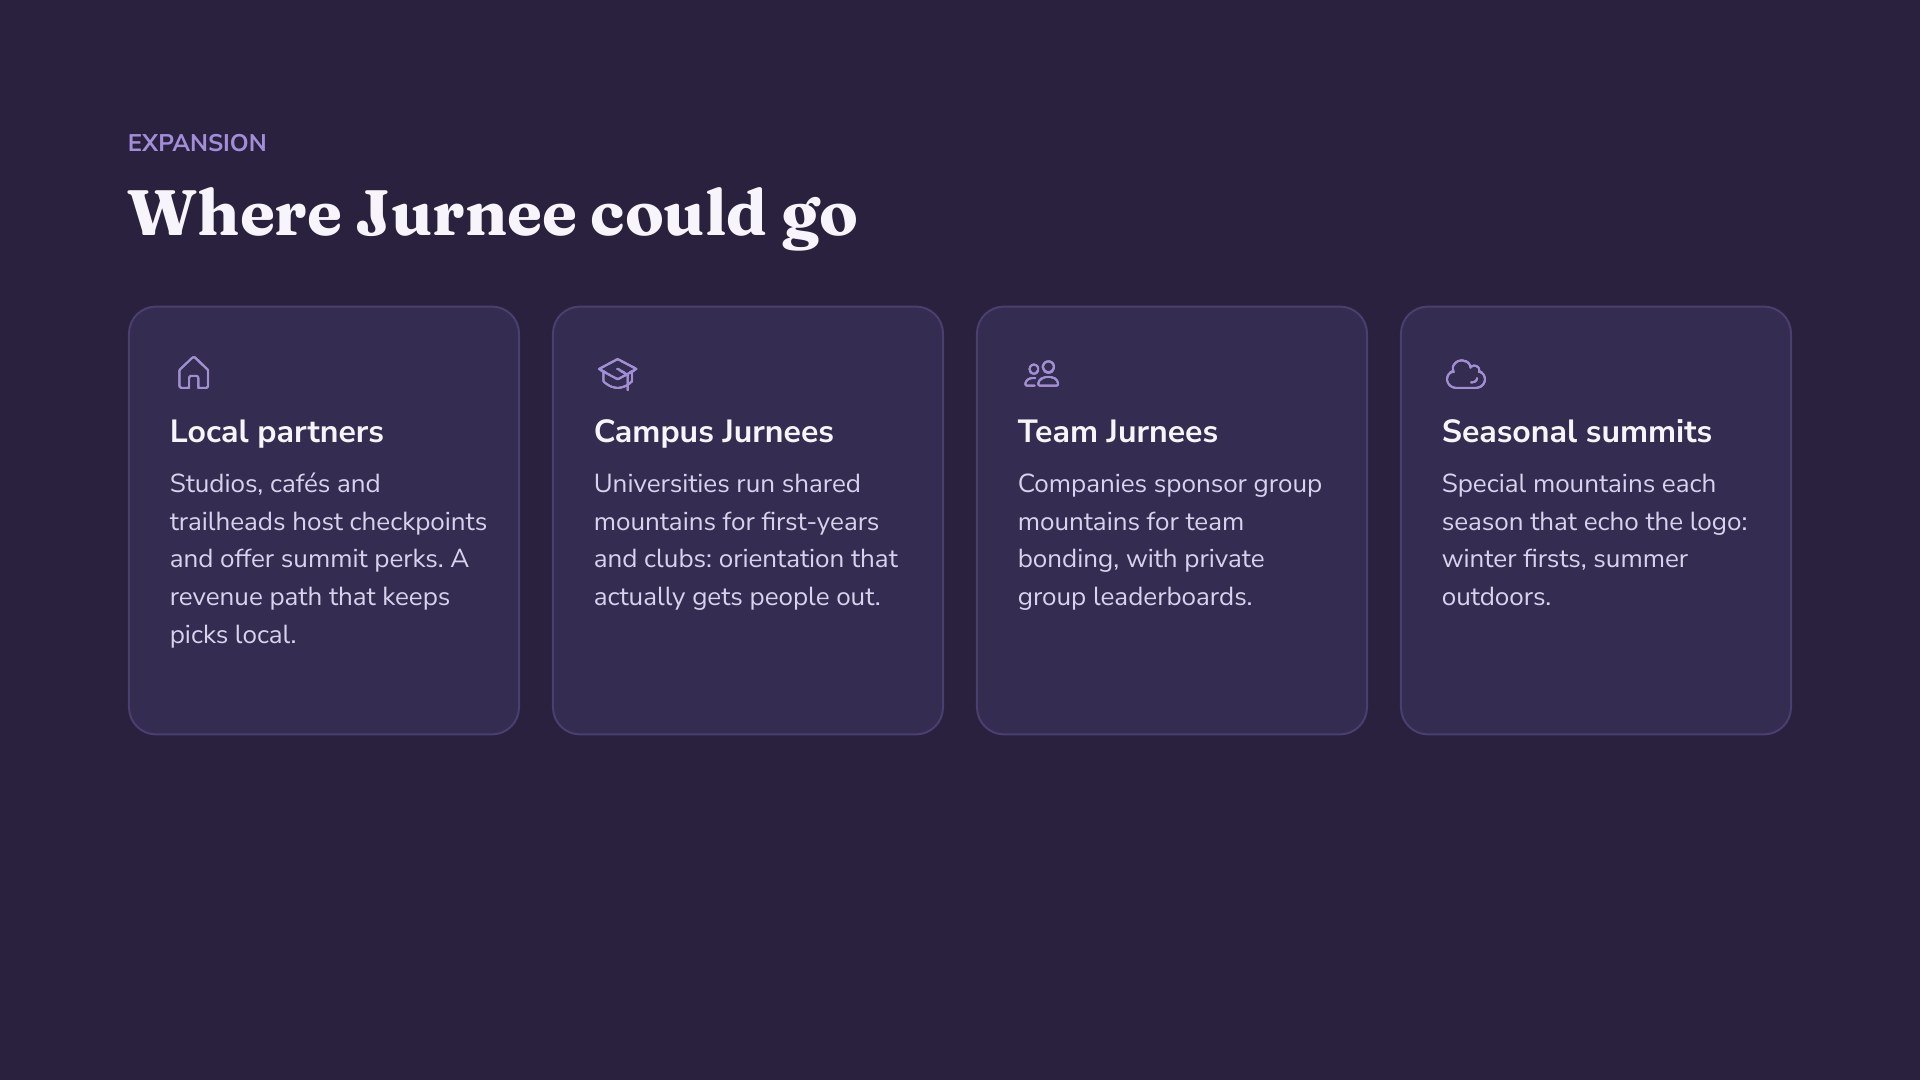 EXPANSION
Where Jurnee could go
Local partners
Studios, cafés and
trailheads host checkpoints
and offer summit perks. A
revenue path that keeps
picks local.
Campus Jurnees
Universities run shared
mountains for first-years
and clubs: orientation that
actually gets people out.
Team Jurnees
Companies sponsor group
mountains for team
bonding, with private
group leaderboards.
Seasonal summits
Special mountains each
season that echo the logo:
winter firsts, summer
outdoors.